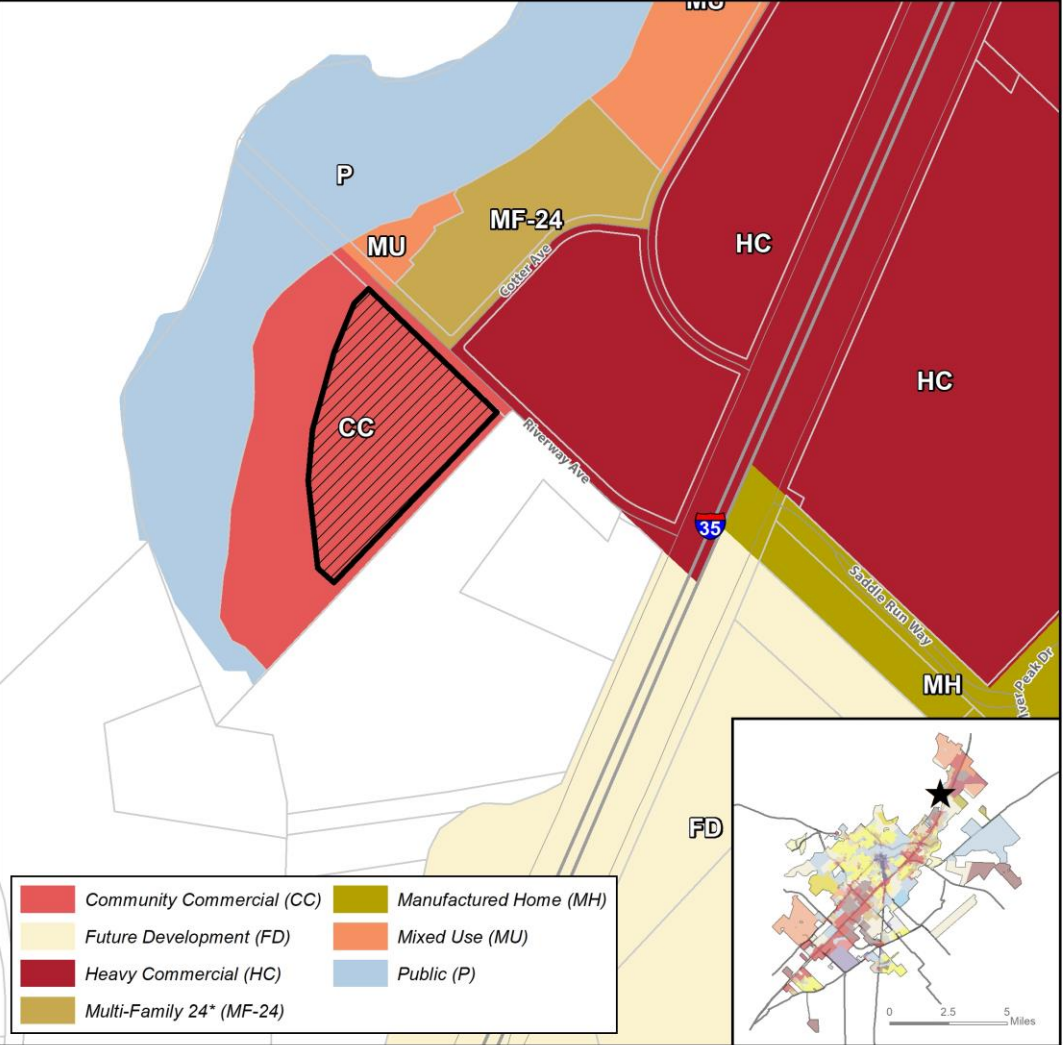 MU
P
MF-24
MU
HC
Cotter Ave
HC
CC
Riverway Ave
35
Saddle Run Way
Peak Dr
MH
FD
Community Commercial (CC)
Future Development (FD)
Heavy Commercial (HC)
Multi-Family 24* (MF-24)
Manufactured Home (MH)
Mixed Use (MU)
Public (P)
0 2.5 5
Miles